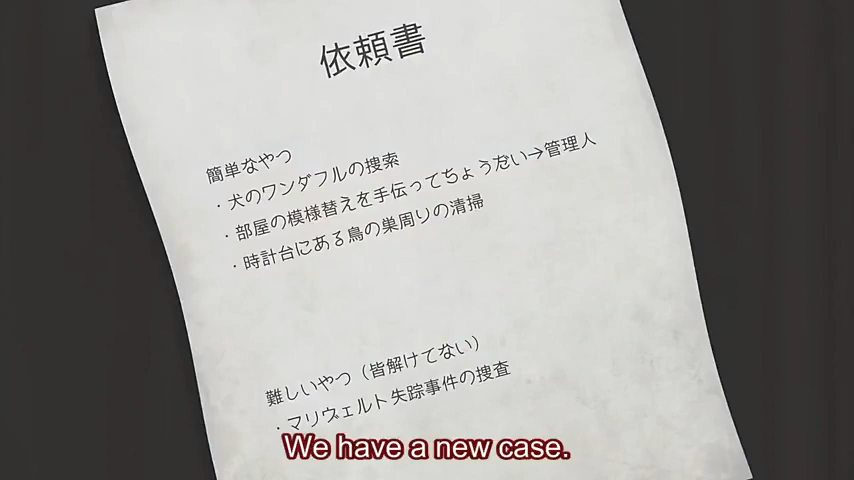 依頼書
簡単なやつ
・犬のワンダフルの捜索
・部屋の模様替えを手伝ってちょうだい→管理人
・時計台にある鳥の巣周りの清掃
難しいやつ（皆解けてない）
・マリヴェルト失踪事件の捜査
We have a new case.